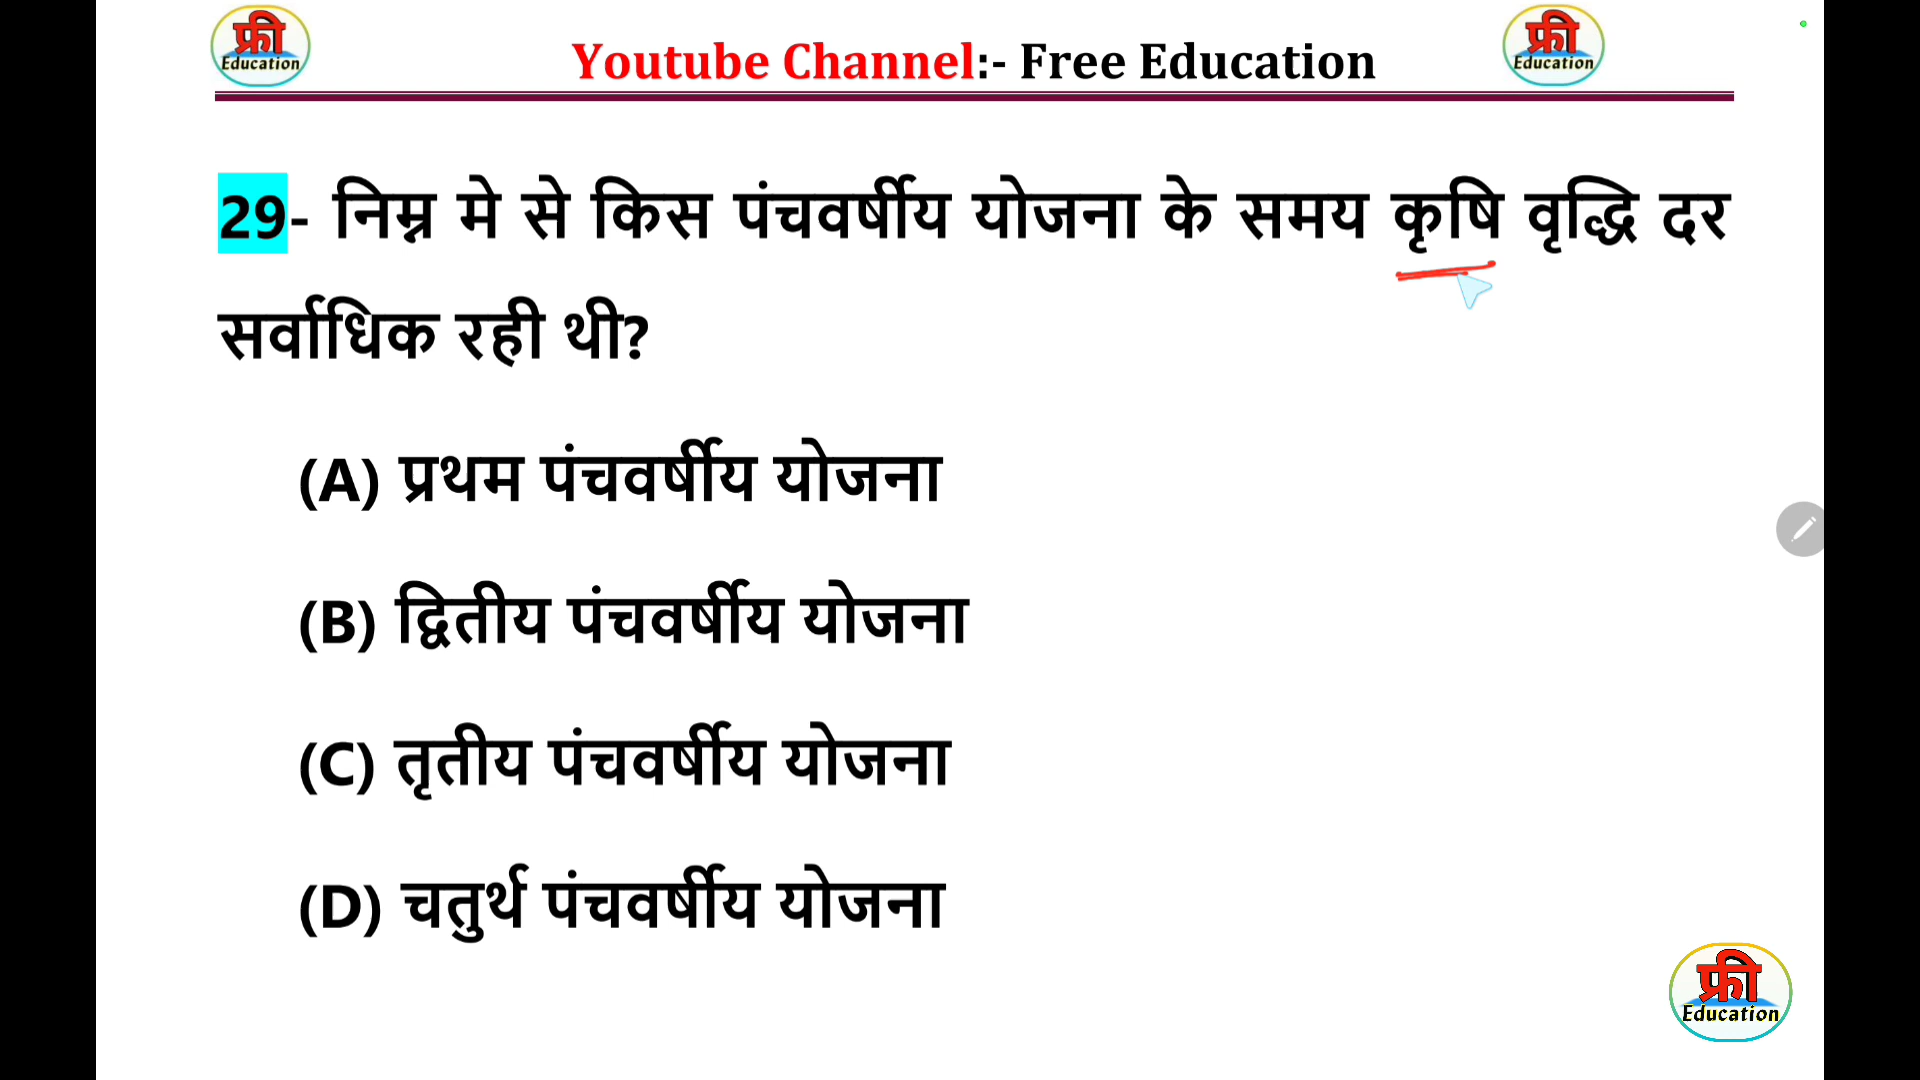 फ्री
Education
Youtube Channel:- Free Education
फ्री
Education
29- निम्न मे से किस पंचवर्षीय योजना के समय कृषि वृद्धि दर
सर्वाधिक रही थी?
(A) प्रथम पंचवर्षीय योजना
(B) द्वितीय पंचवर्षीय योजना
(C) तृतीय पंचवर्षीय योजना
(D) चतुर्थ पंचवर्षीय योजना
फ्री
Education